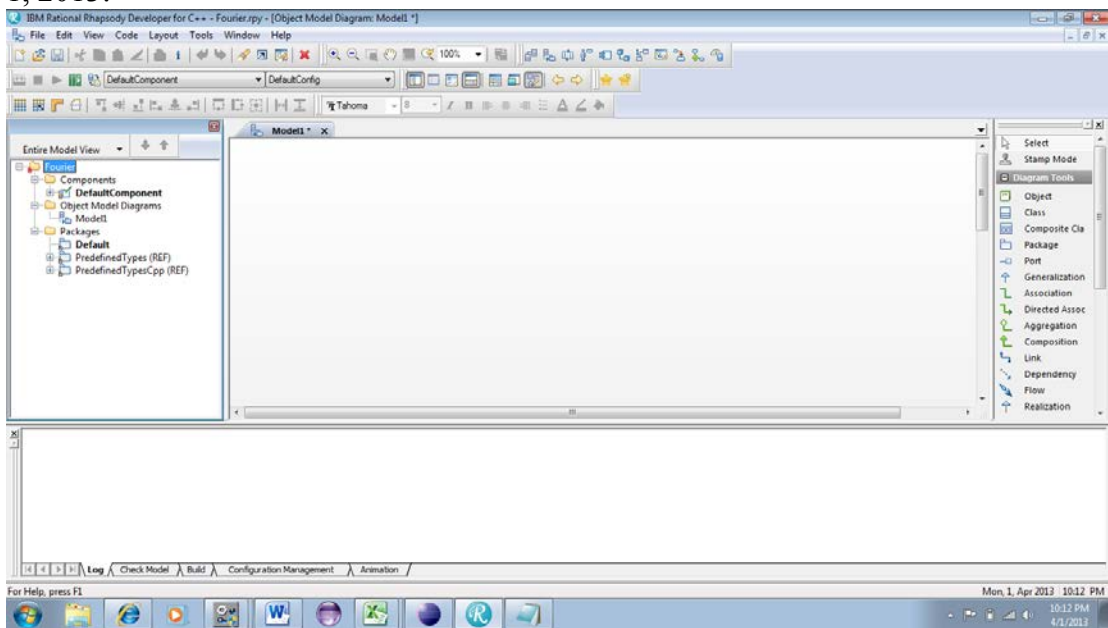 1, 2013.
IBM Rational Rhapsody Developer for C++ - Fourier.rpy - [Object Model Diagram: Model1 *]
File Edit View Code Layout Tools Window Help
100%
DefaultComponent DefaultConfig
Tahoma 8
Model1 * x
Entire Model View
Fourier
Components
DefaultComponent
Object Model Diagrams
Model1
Packages
Default
PredefinedTypes (REF)
PredefinedTypesCpp (REF)
Select
Stamp Mode
Diagram Tools
Object
Class
Composite Cla
Package
Port
Generalization
Association
Directed Assoc
Aggregation
Composition
Link
Dependency
Flow
Realization
Log Check Model Build Configuration Management Animation
For Help, press F1
Mon, 1, Apr 2013 10:12 PM
10:12 PM
4/1/2013